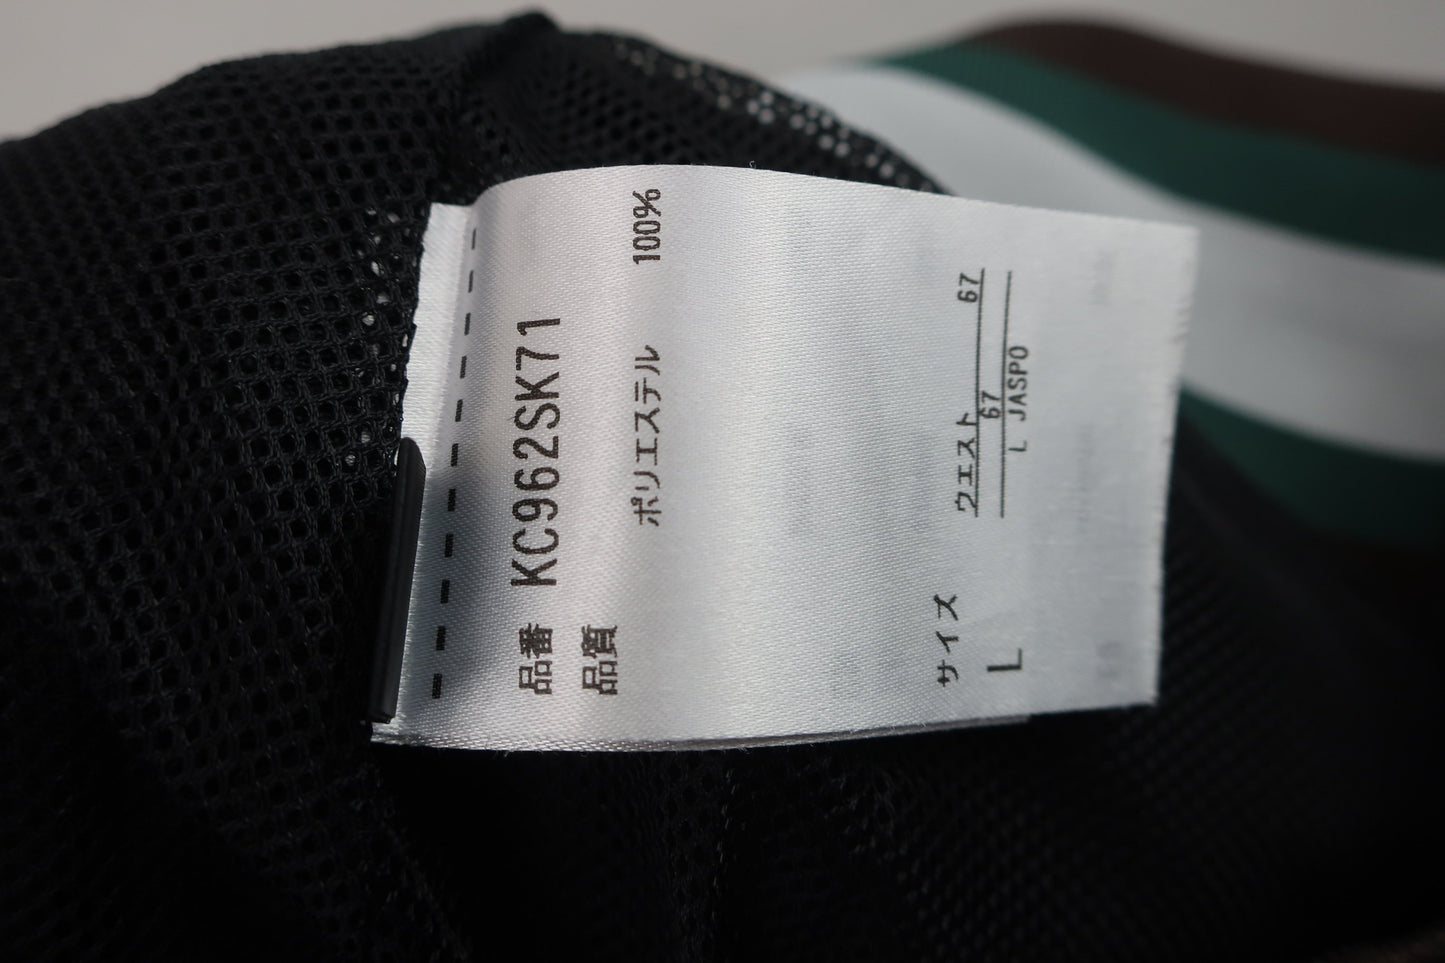 品番 KC962SK71
品質
ポリエステル 100%
サイズ
L
ウエスト 67
67
L JASPO